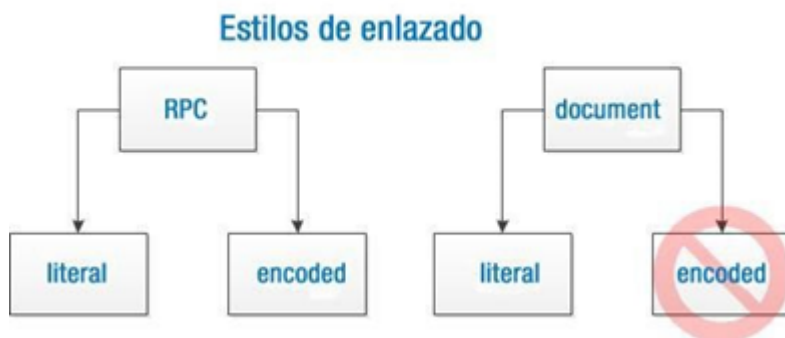 Estilos de enlazado
RPC
document
literal
encoded
literal
encoded